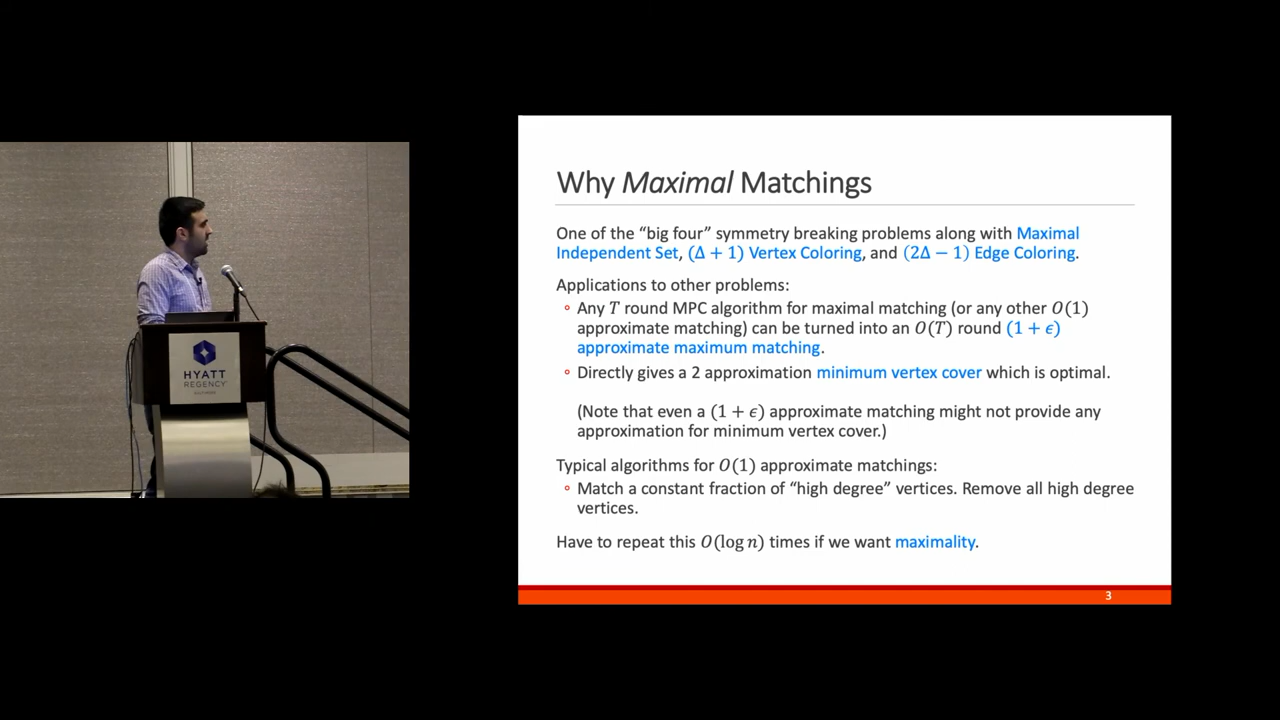 Why Maximal Matchings
One of the “big four” symmetry breaking problems along with Maximal
Independent Set, (Δ + 1) Vertex Coloring, and (2Δ − 1) Edge Coloring.
Applications to other problems:
∘ Any T round MPC algorithm for maximal matching (or any other O(1)
approximate matching) can be turned into an O(T) round (1 + ϵ)
approximate maximum matching.
∘ Directly gives a 2 approximation minimum vertex cover which is optimal.
(Note that even a (1 + ϵ) approximate matching might not provide any
approximation for minimum vertex cover.)
Typical algorithms for O(1) approximate matchings:
∘ Match a constant fraction of “high degree” vertices. Remove all high degree
vertices.
Have to repeat this O(log n) times if we want maximality.
3
HYATT
REGENCY